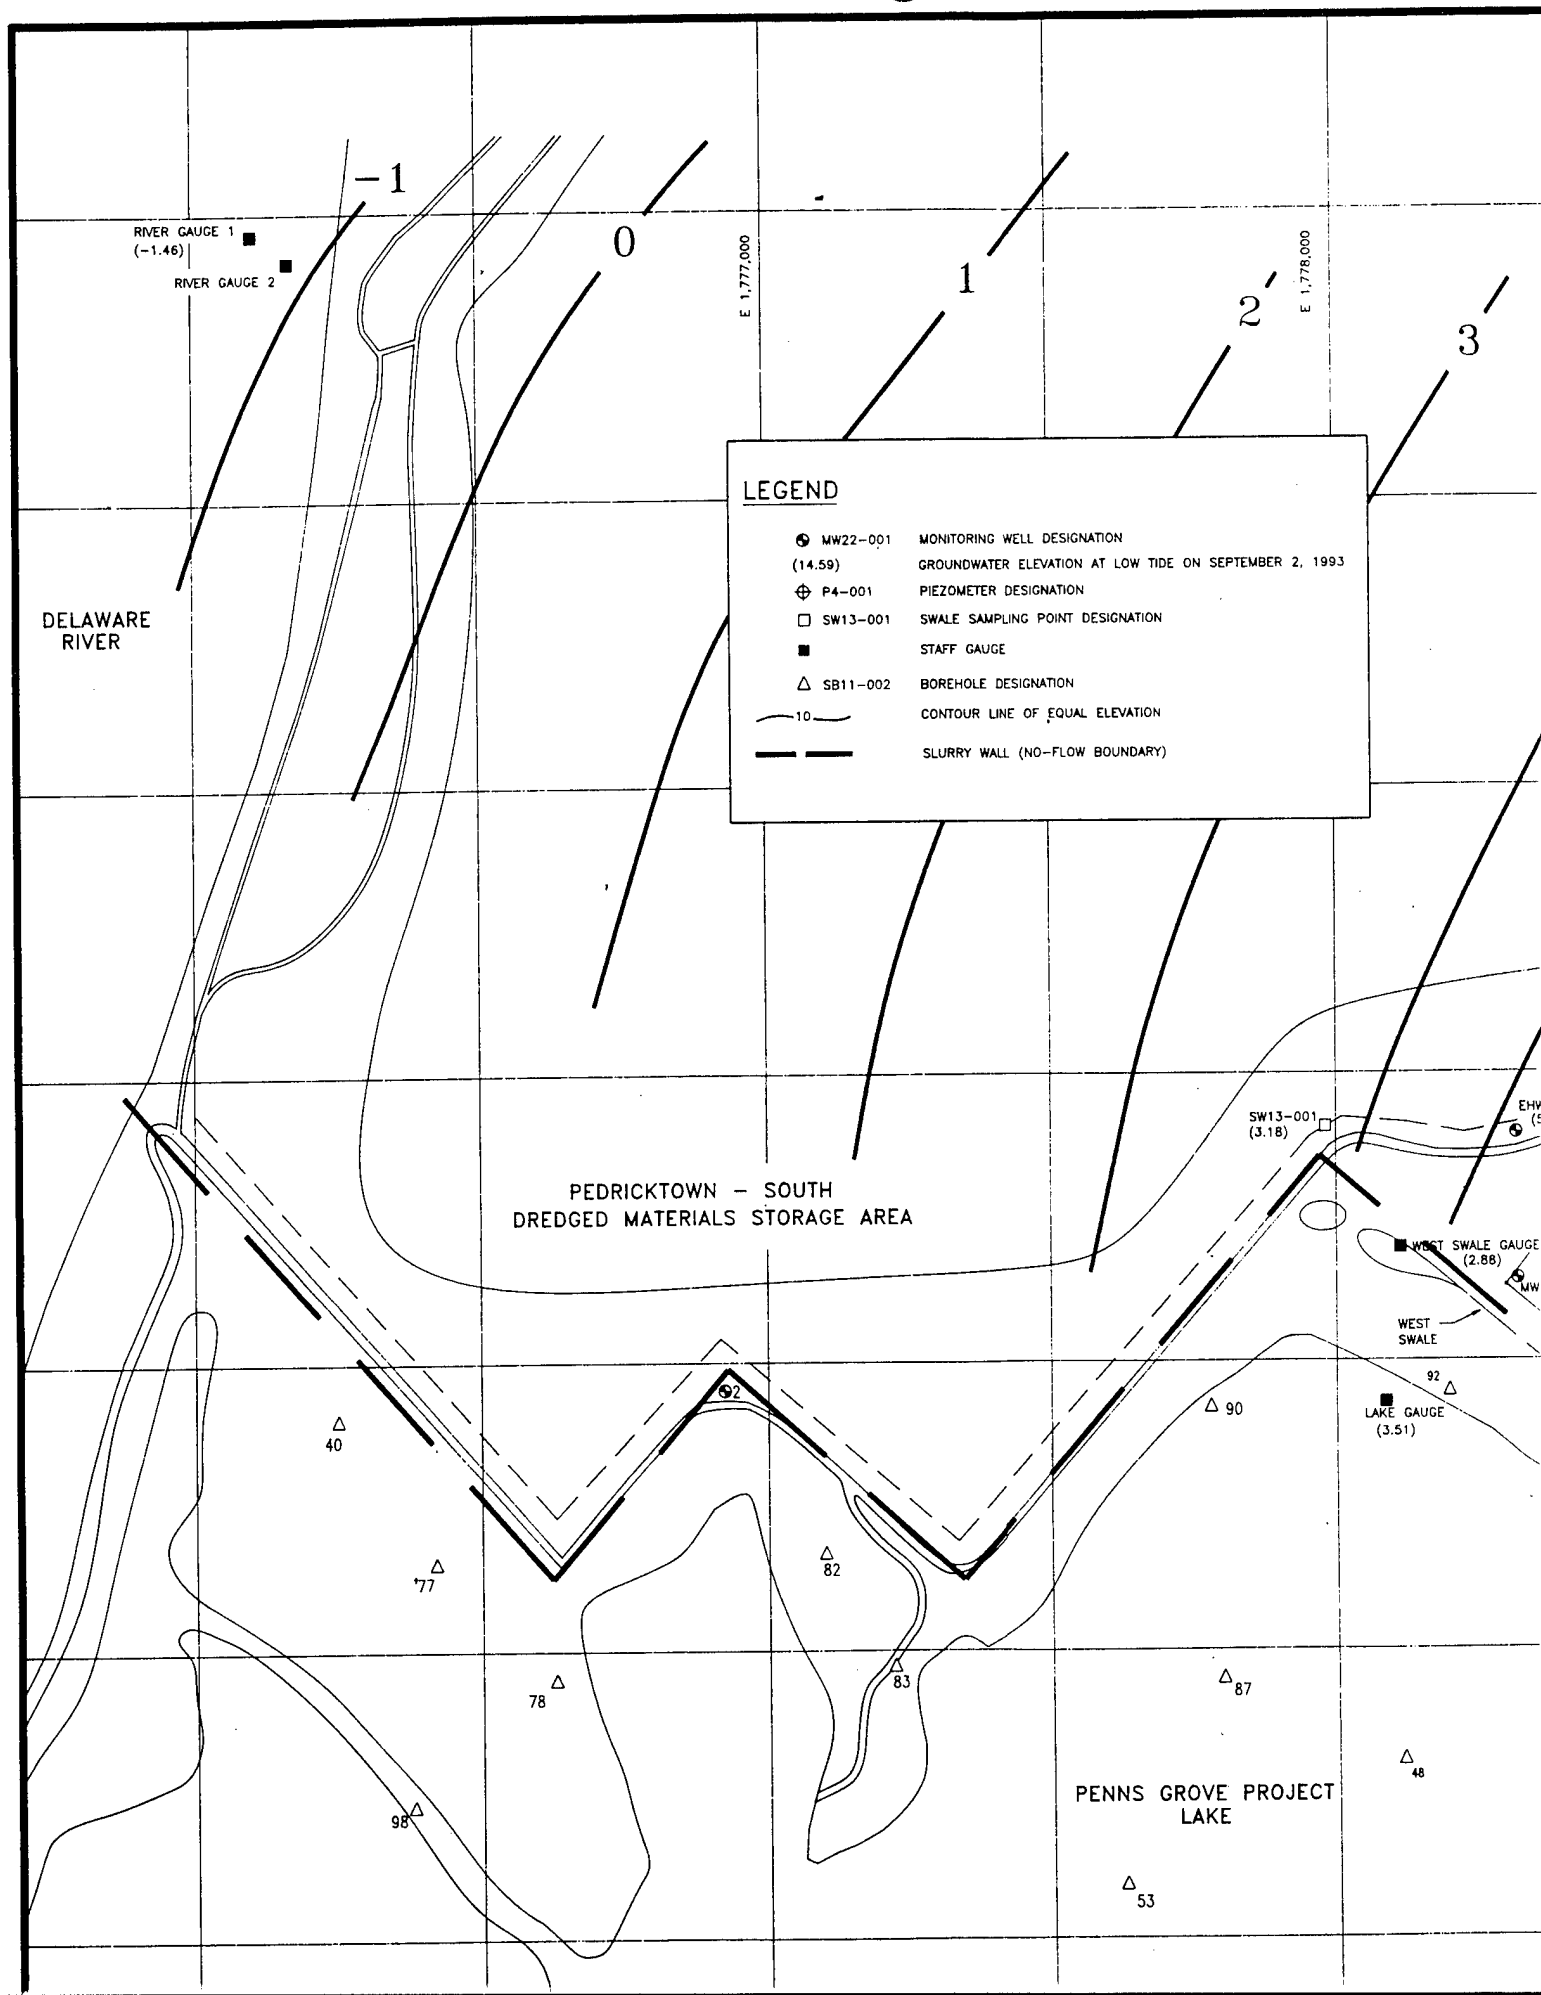 -1
RIVER GAUGE 1
(-1.46)
RIVER GAUGE 2
0
E 1,777,000
1
E 1,778,000
2
3
LEGEND
MW22-001 MONITORING WELL DESIGNATION
(14.59) GROUNDWATER ELEVATION AT LOW TIDE ON SEPTEMBER 2, 1993
P4-001 PIEZOMETER DESIGNATION
SW13-001 SWALE SAMPLING POINT DESIGNATION
STAFF GAUGE
SB11-002 BOREHOLE DESIGNATION
10 CONTOUR LINE OF EQUAL ELEVATION
SLURRY WALL (NO-FLOW BOUNDARY)
DELAWARE
RIVER
SW13-001
(3.18)
EHW
(5
PEDRICKTOWN - SOUTH
DREDGED MATERIALS STORAGE AREA
WEST SWALE GAUGE
(2.88)
MW
WEST
SWALE
92
2
90
LAKE GAUGE
(3.51)
40
82
77
83
87
78
48
PENNS GROVE PROJECT
LAKE
98
53